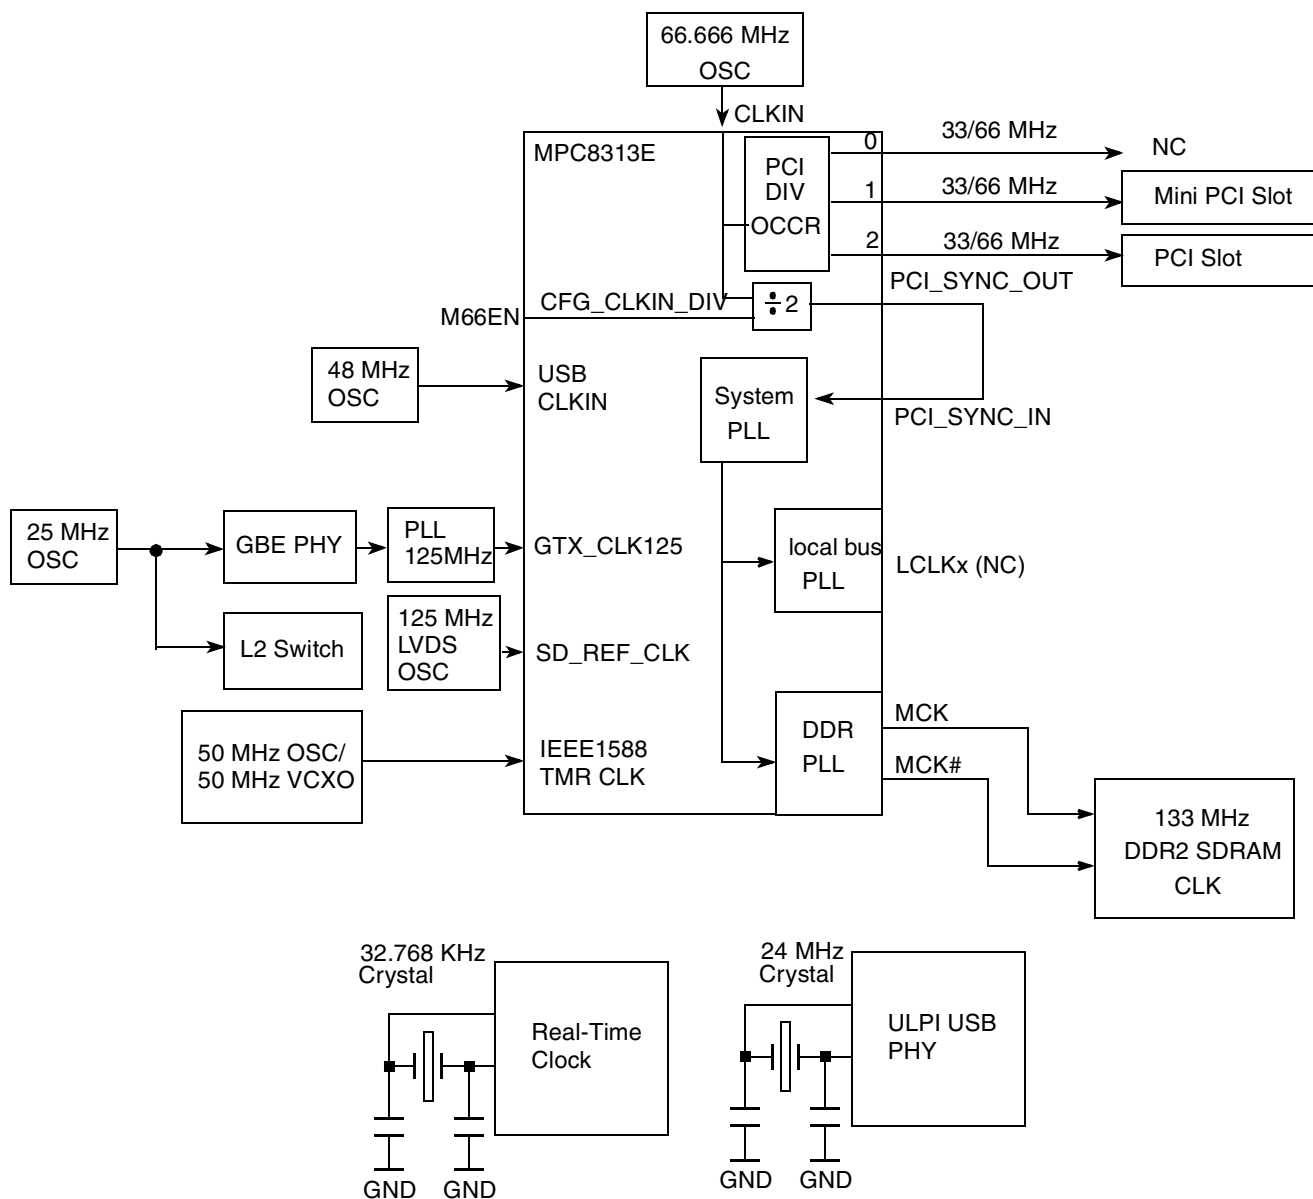 66.666 MHz
OSC
CLKIN
MPC8313E
PCI
DIV
OCCR
0
33/66 MHz
NC
1
33/66 MHz
Mini PCI Slot
2
33/66 MHz
PCI Slot
PCI_SYNC_OUT
M66EN
CFG_CLKIN_DIV
÷2
48 MHz
OSC
USB
CLKIN
System
PLL
PCI_SYNC_IN
25 MHz
OSC
GBE PHY
PLL
125MHz
GTX_CLK125
local bus
PLL
LCLKx (NC)
L2 Switch
125 MHz
LVDS
OSC
SD_REF_CLK
50 MHz OSC/
50 MHz VCXO
IEEE1588
TMR CLK
DDR
PLL
MCK
MCK#
133 MHz
DDR2 SDRAM
CLK
32.768 KHz
Crystal
Real-Time
Clock
GND
GND
24 MHz
Crystal
ULPI USB
PHY
GND
GND